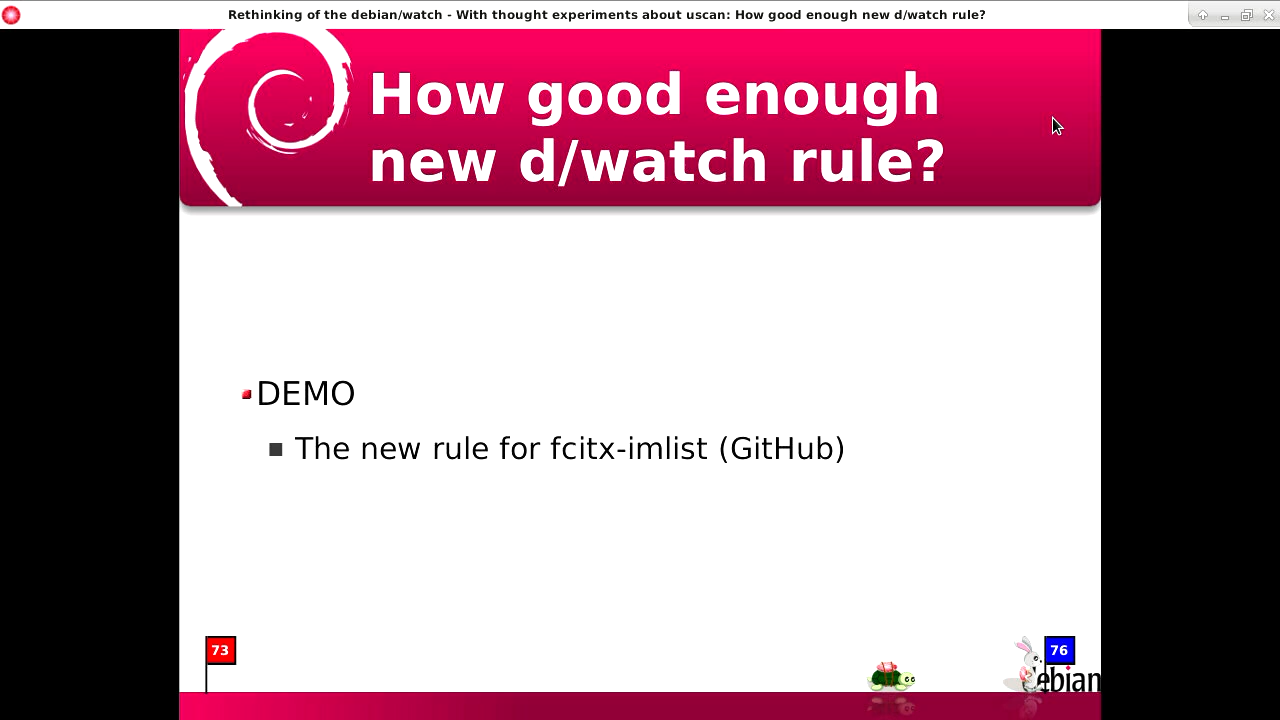 Rethinking of the debian/watch - With thought experiments about uscan: How good enough new d/watch rule?
How good enough
new d/watch rule?
DEMO
The new rule for fcitx-imlist (GitHub)
73
76
ebian